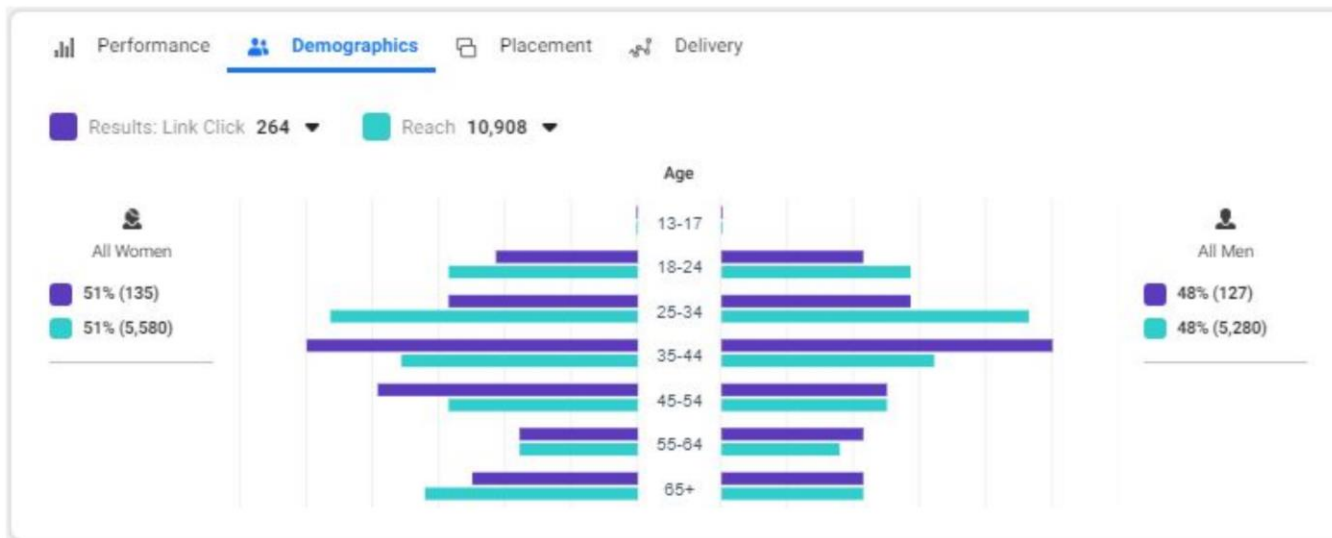 Performance Demographics Placement Delivery
Results: Link Click 264 Reach 10,908
Age
All Women
51% (135)
51% (5,580)
13-17
18-24
25-34
35-44
45-54
55-64
65+
All Men
48% (127)
48% (5,280)